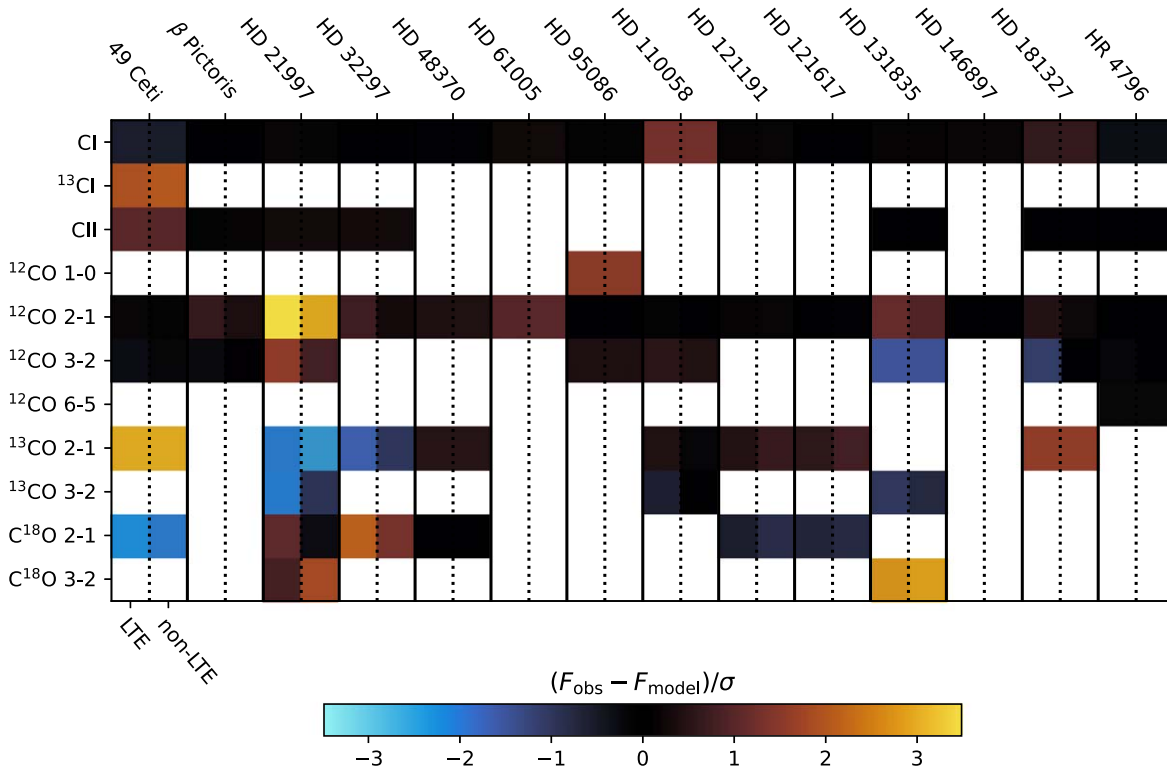 49 Ceti
β Pictoris
HD 21997
HD 32297
HD 48370
HD 61005
HD 95086
HD 110058
HD 121191
HD 121617
HD 131835
HD 146897
HD 181327
HR 4796
CI
¹³CI
CII
¹²CO 1-0
¹²CO 2-1
¹²CO 3-2
¹²CO 6-5
¹³CO 2-1
¹³CO 3-2
C¹⁸O 2-1
C¹⁸O 3-2
LTE
non-LTE
(F_obs − F_model)/σ
−3 −2 −1 0 1 2 3